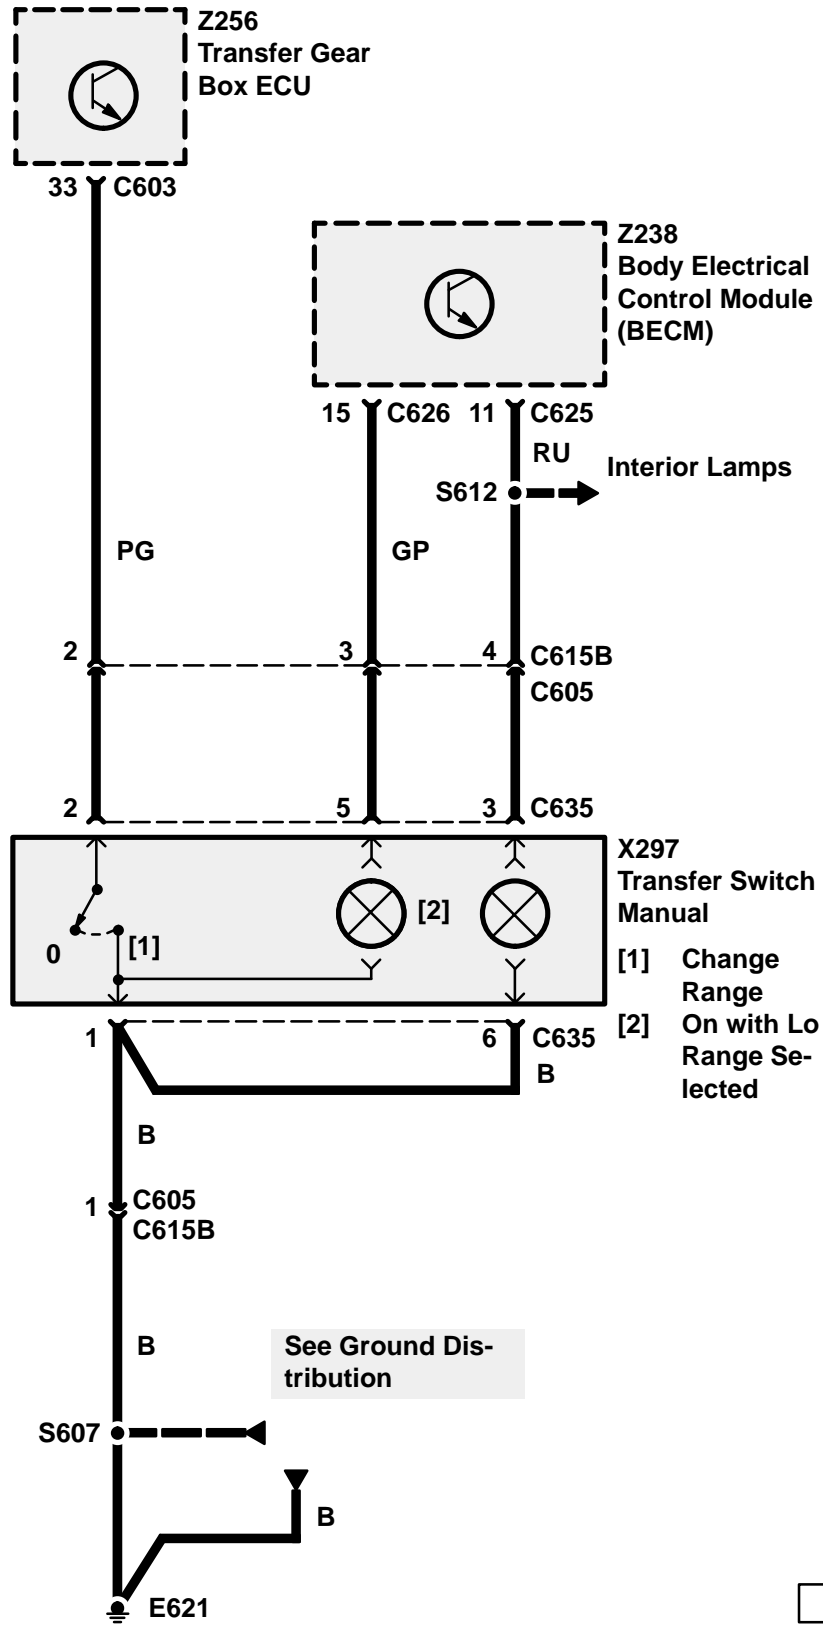 Z256
Transfer Gear
Box ECU
33 C603
Z238
Body Electrical
Control Module
(BECM)
15 C626 11 C625
RU
Interior Lamps
S612
PG GP
2 3 4 C615B
C605
2 5 3 C635
X297
Transfer Switch
Manual
[2]
0 [1]
[1] Change
Range
[2] On with Lo
Range Se-
lected
1 6 C635
B
B
1 C605
C615B
B
See Ground Dis-
tribution
S607
B
E621